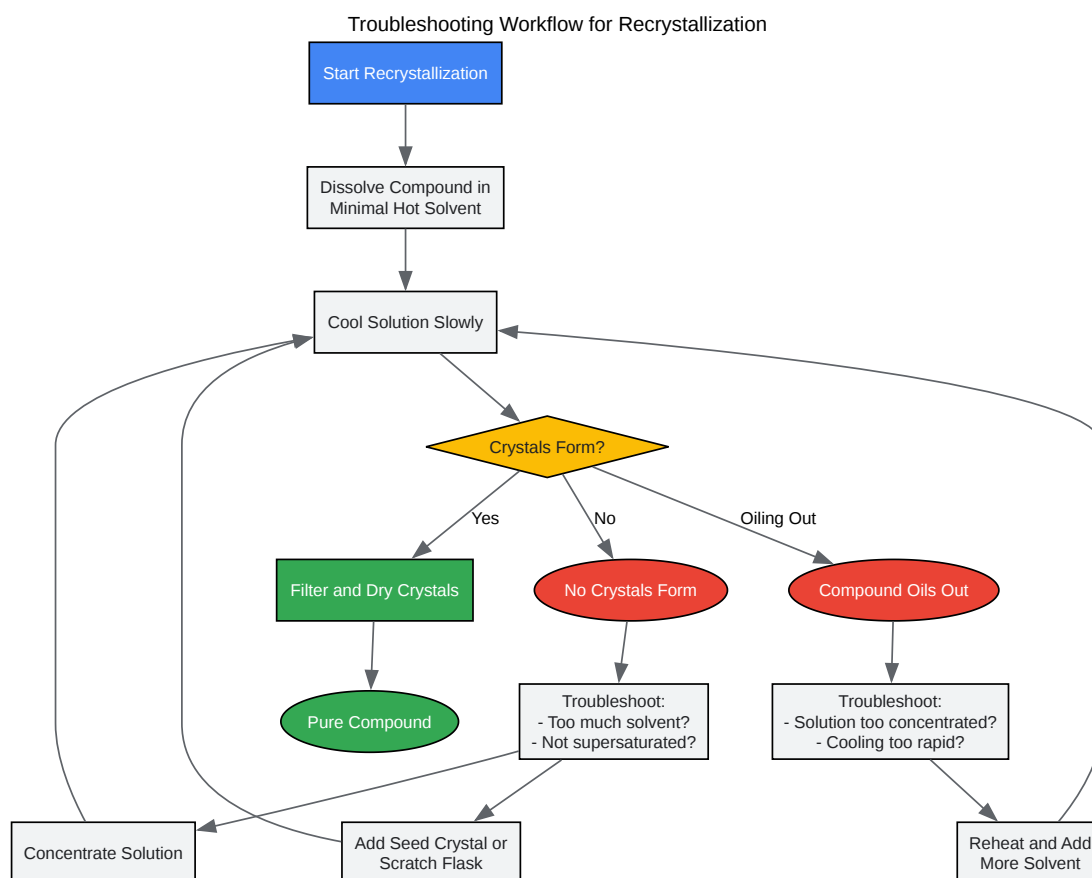 Troubleshooting Workflow for Recrystallization
Start Recrystallization
Dissolve Compound in
Minimal Hot Solvent
Cool Solution Slowly
Crystals Form?
Yes
No
Oiling Out
Filter and Dry Crystals
No Crystals Form
Compound Oils Out
Pure Compound
Troubleshoot:
- Too much solvent?
- Not supersaturated?
Troubleshoot:
- Solution too concentrated?
- Cooling too rapid?
Concentrate Solution
Add Seed Crystal or
Scratch Flask
Reheat and Add
More Solvent